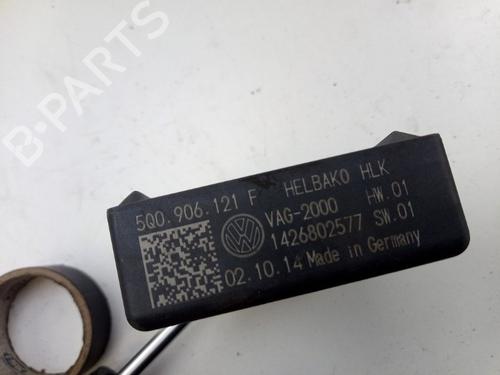 B-PARTS
5Q0.906.121 F HELBAKO HLK
VAG-2000 HW.01
1426802577 SW.01
02.10.14 Made in Germany